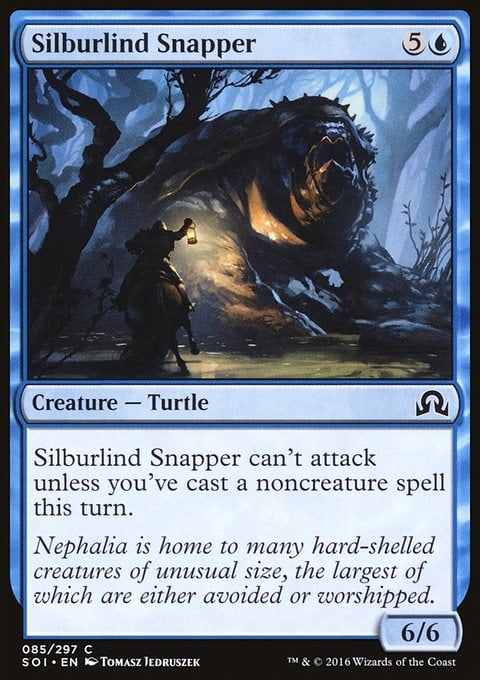 Silburlind Snapper 5
Creature — Turtle
Silburlind Snapper can't attack
unless you've cast a noncreature spell
this turn.
Nephalia is home to many hard-shelled
creatures of unusual size, the largest of
which are either avoided or worshipped.
6/6
085/297 C
SOI • EN Tomasz Jedruszek
™ & © 2016 Wizards of the Coast